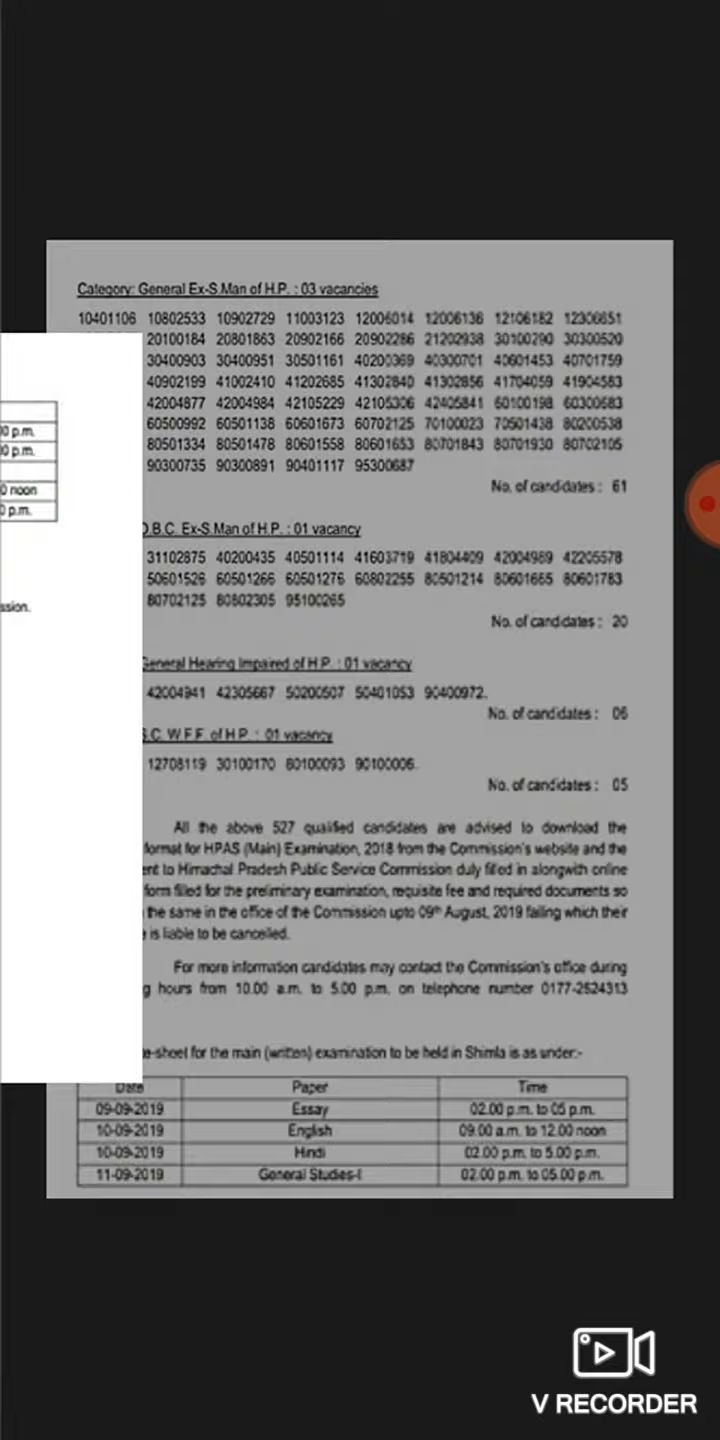 Category: General Ex-S.Man of H.P. : 03 vacancies
10401106 10802533 10902729 11003123 12006014 12006136 12106182 12306651
20100184 20801863 20902166 20902286 21202938 30100290 30300520
30400903 30400951 30501161 40200369 40300701 40601453 40701759
40902199 41002410 41202685 41302840 41302856 41704059 41904583
42004877 42004984 42105229 42105306 42405841 60100198 60300583
60500992 60501138 60601673 60702125 70100023 70501438 80200538
80501334 80501478 80601558 80601653 80701843 80701930 80702105
90300735 90300891 90401117 95300687
No. of candidates : 61
O.B.C. Ex-S.Man of H.P. : 01 vacancy
31102875 40200435 40501114 41603719 41804409 42004989 42205578
50601526 60501266 60501276 60802255 80501214 80601665 80601783
80702125 80802305 95100265
No. of candidates : 20
General Hearing Impaired of H.P. : 01 vacancy
42004941 42305667 50200507 50401053 90400972.
No. of candidates : 06
S.C. W.F.F. of H.P. : 01 vacancy
12708119 30100170 80100093 90100006.
No. of candidates : 05
All the above 527 qualified candidates are advised to download the
format for HPAS (Main) Examination, 2018 from the Commission's website and the
ent to Himachal Pradesh Public Service Commission duly filled in alongwith online
form filled for the preliminary examination, requisite fee and required documents so
the same in the office of the Commission upto 09th August, 2019 failing which their
e is liable to be cancelled.
For more information candidates may contact the Commission's office during
g hours from 10.00 a.m. to 5.00 p.m. on telephone number 0177-2624313
e-sheet for the main (written) examination to be held in Shimla is as under:-
Date Paper Time
09-09-2019 Essay 02.00 p.m. to 05 p.m.
10-09-2019 English 09.00 a.m. to 12.00 noon
10-09-2019 Hindi 02.00 p.m. to 5.00 p.m.
11-09-2019 General Studies-I 02.00 p.m. to 05.00 p.m.
0 p.m.
0 p.m.
0 noon
0 p.m.
ssion.
V RECORDER